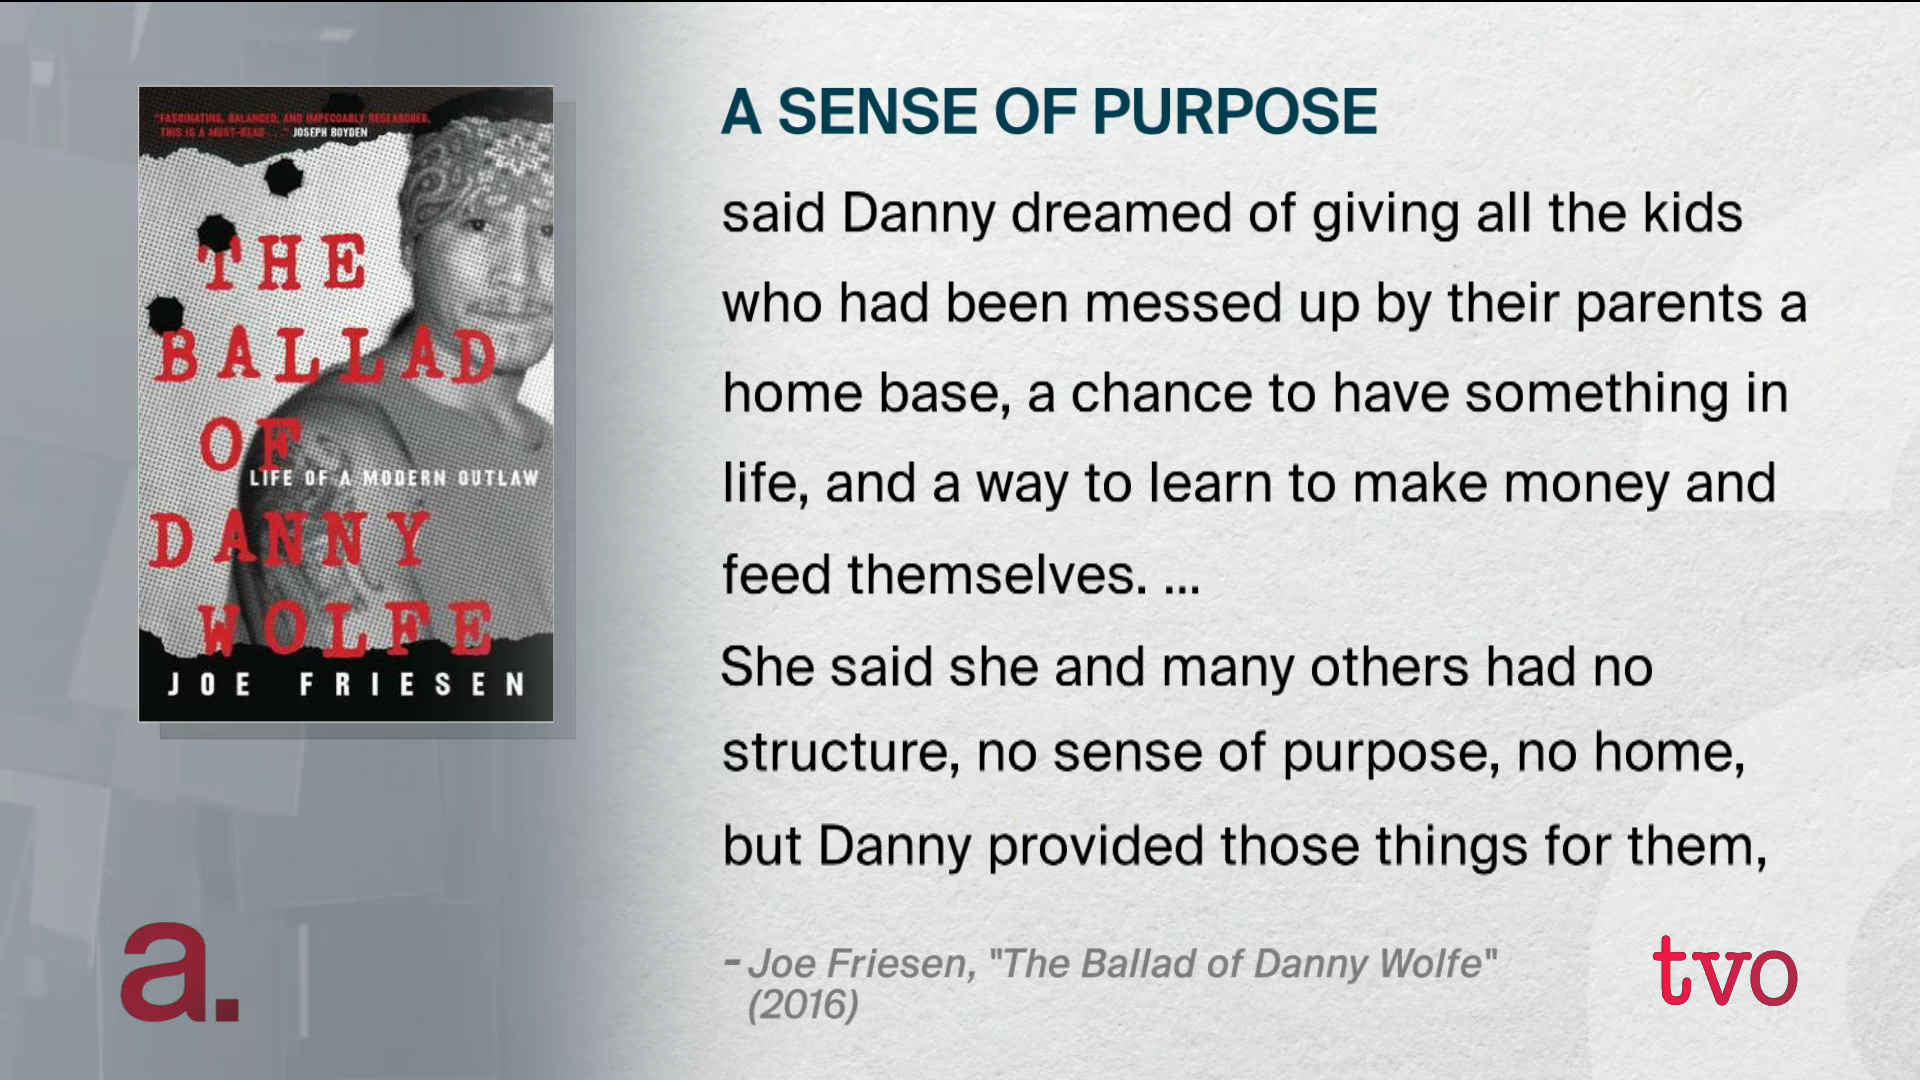 "FASCINATING, BALANCED, AND IMPECCABLY RESEARCHED,
THIS IS A MUST-READ . . ." JOSEPH BOYDEN
THE
BALLAD
OF
LIFE OF A MODERN OUTLAW
DANNY
WOLFE
JOE FRIESEN
A SENSE OF PURPOSE
said Danny dreamed of giving all the kids
who had been messed up by their parents a
home base, a chance to have something in
life, and a way to learn to make money and
feed themselves. ...
She said she and many others had no
structure, no sense of purpose, no home,
but Danny provided those things for them,
- Joe Friesen, "The Ballad of Danny Wolfe"
(2016)
a.
tvo